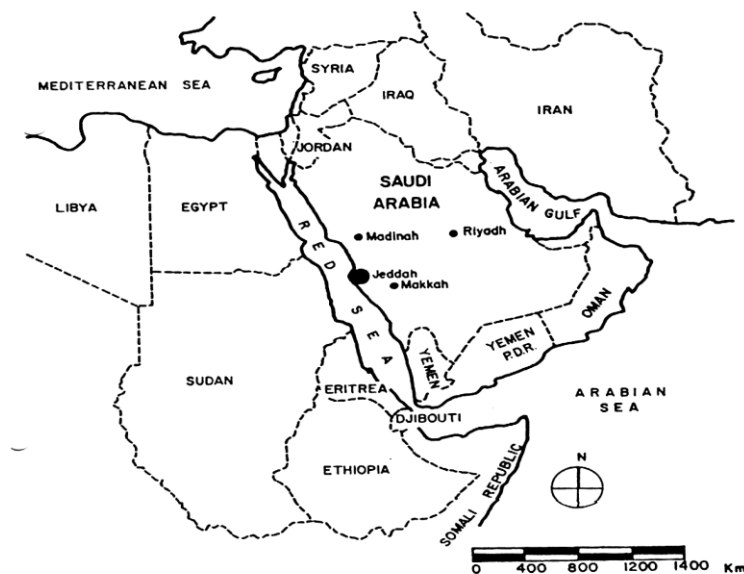 MEDITERRANEAN SEA
SYRIA
IRAQ
IRAN
JORDAN
LIBYA
EGYPT
SAUDI
ARABIA
ARABIAN GULF
RED SEA
Madinah
Riyadh
Jeddah
Makkah
OMAN
YEMEN
P.D.R.
YEMEN
SUDAN
ERITREA
DJIBOUTI
ETHIOPIA
SOMALI REPUBLIC
ARABIAN
SEA
N
0 400 800 1200 1400 Km